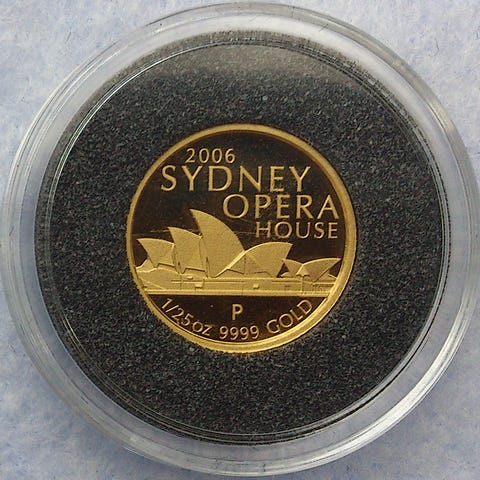 2006
SYDNEY
OPERA
HOUSE
P
1/25oz 9999 GOLD